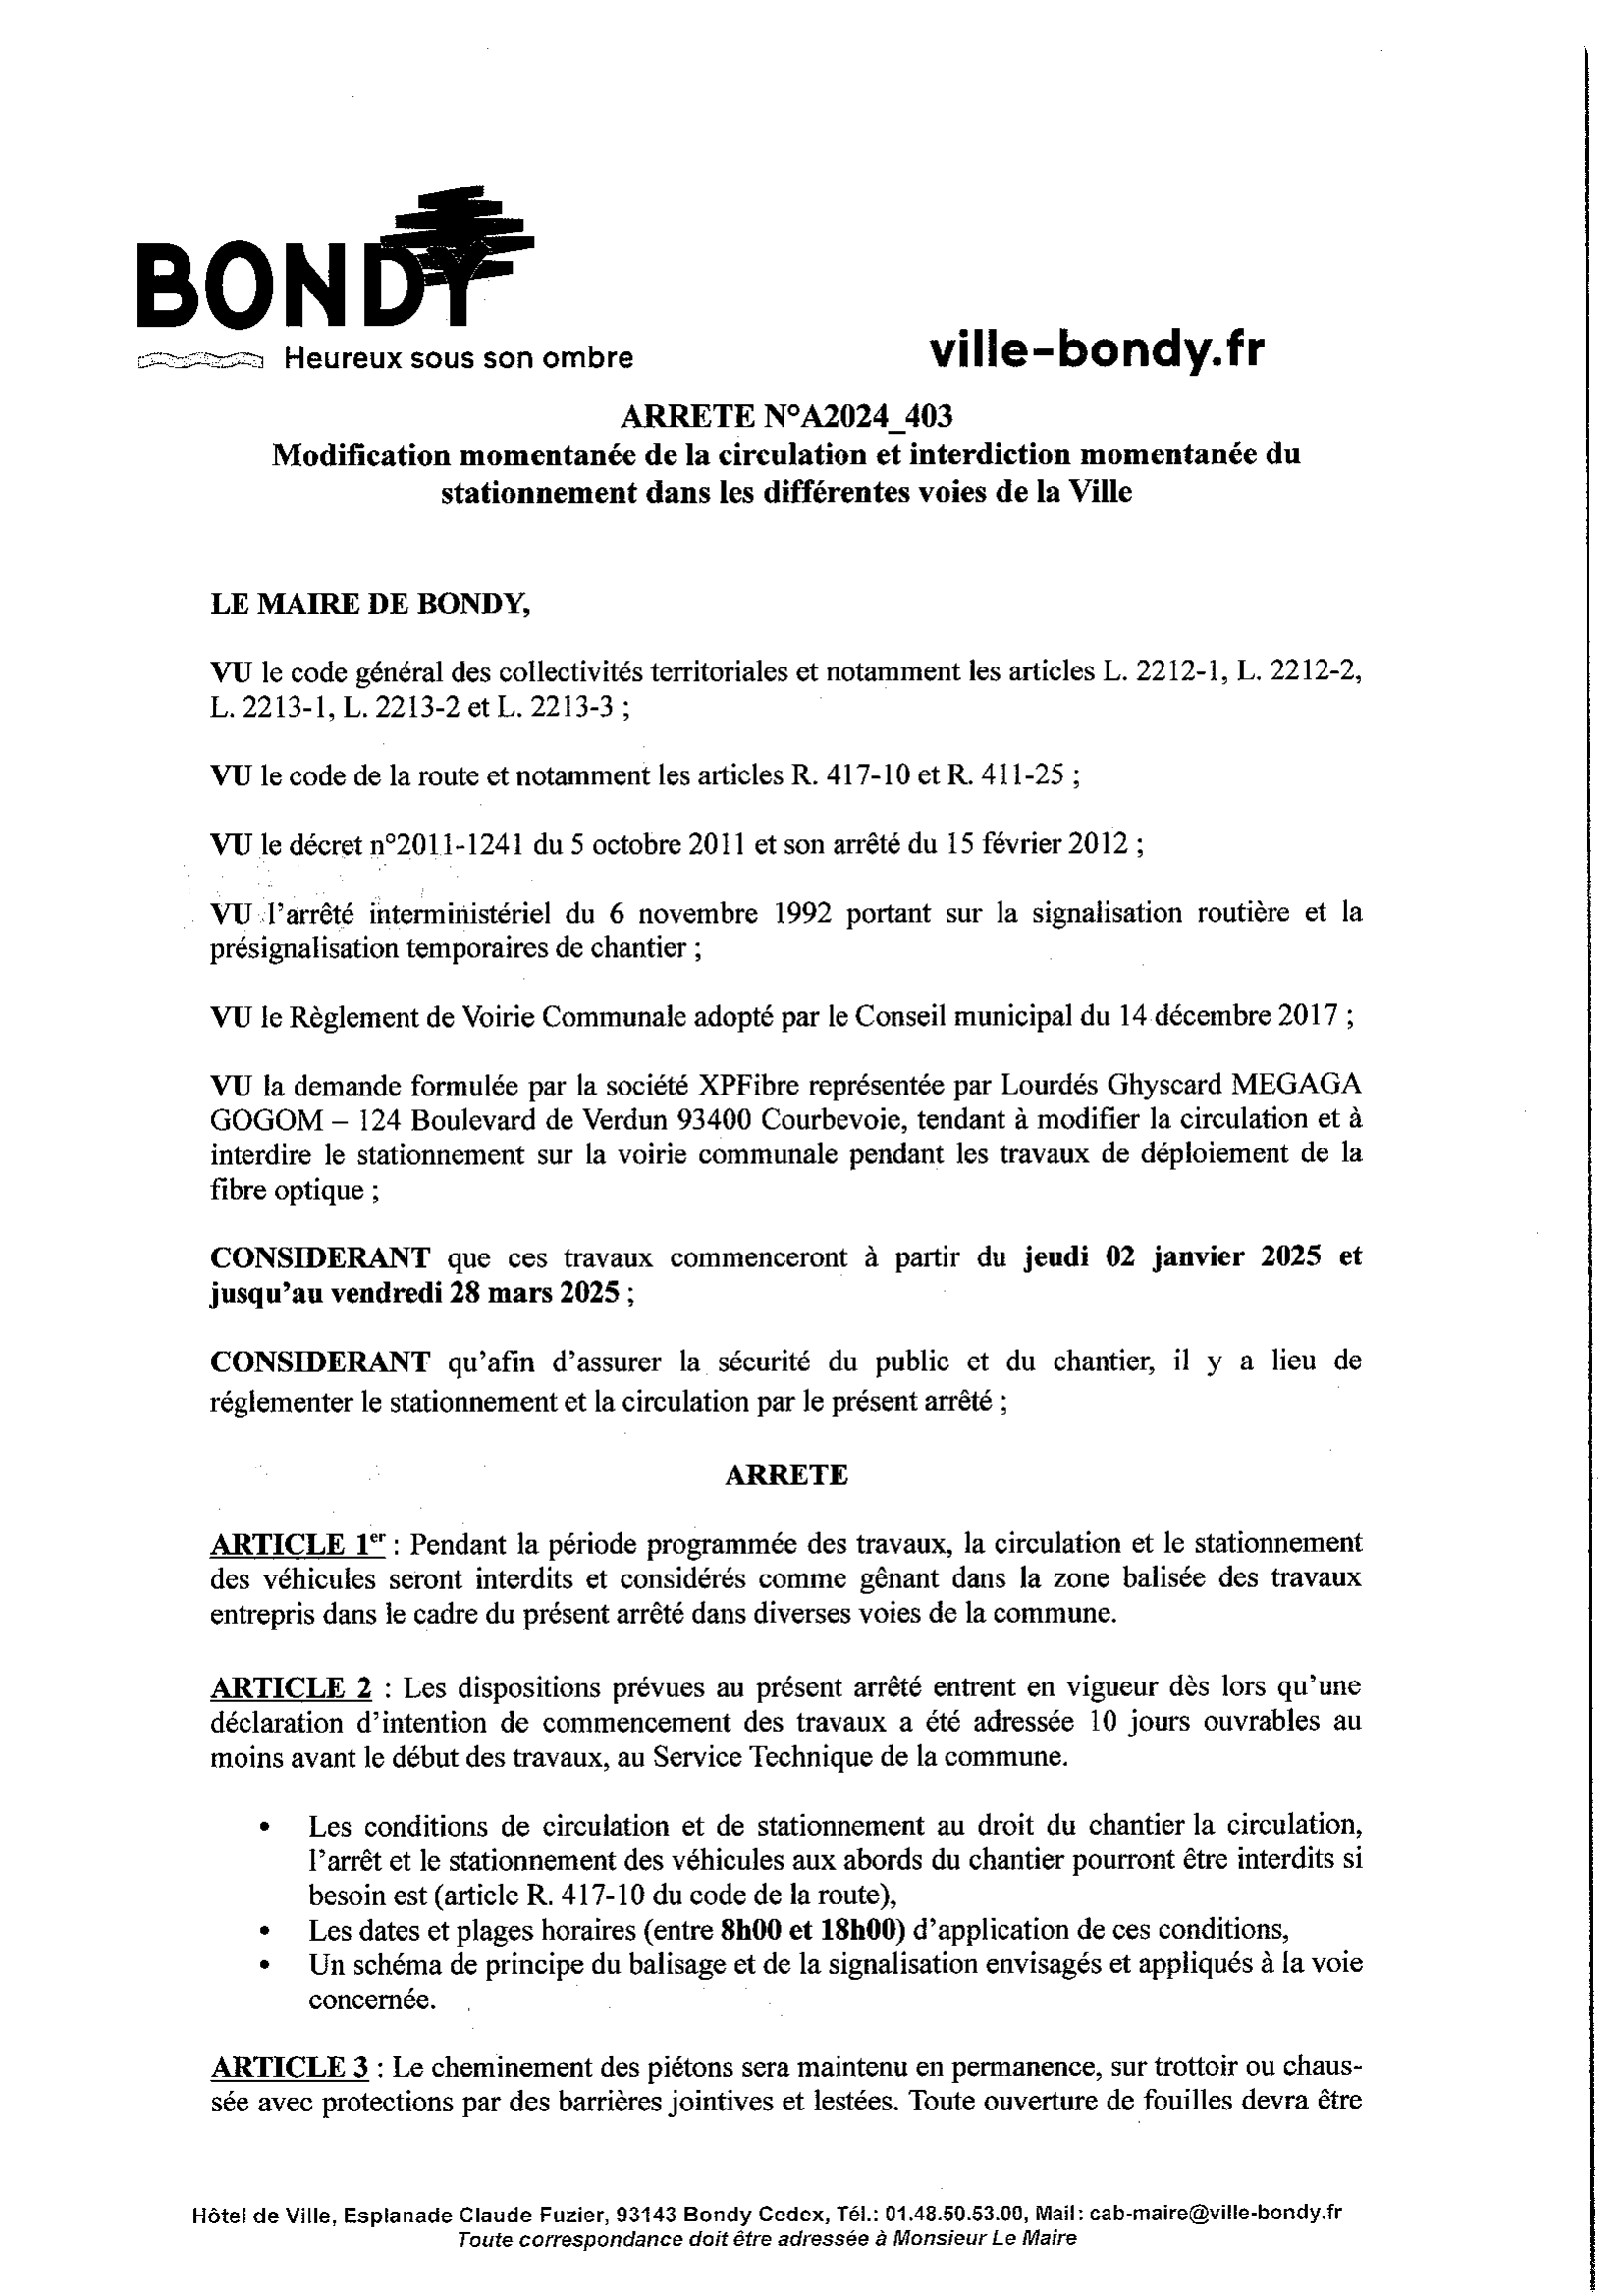 BONDY
Heureux sous son ombre
ville-bondy.fr
ARRETE N°A2024_403
Modification momentanée de la circulation et interdiction momentanée du
stationnement dans les différentes voies de la Ville
LE MAIRE DE BONDY,
VU le code général des collectivités territoriales et notamment les articles L. 2212-1, L. 2212-2,
L. 2213-1, L. 2213-2 et L. 2213-3 ;
VU le code de la route et notamment les articles R. 417-10 et R. 411-25 ;
VU le décret n°2011-1241 du 5 octobre 2011 et son arrêté du 15 février 2012 ;
VU l'arrêté interministériel du 6 novembre 1992 portant sur la signalisation routière et la
présignalisation temporaires de chantier ;
VU le Règlement de Voirie Communale adopté par le Conseil municipal du 14 décembre 2017 ;
VU la demande formulée par la société XPFibre représentée par Lourdés Ghyscard MEGAGA
GOGOM – 124 Boulevard de Verdun 93400 Courbevoie, tendant à modifier la circulation et à
interdire le stationnement sur la voirie communale pendant les travaux de déploiement de la
fibre optique ;
CONSIDERANT que ces travaux commenceront à partir du jeudi 02 janvier 2025 et
jusqu'au vendredi 28 mars 2025 ;
CONSIDERANT qu'afin d'assurer la sécurité du public et du chantier, il y a lieu de
réglementer le stationnement et la circulation par le présent arrêté ;
ARRETE
ARTICLE 1er : Pendant la période programmée des travaux, la circulation et le stationnement
des véhicules seront interdits et considérés comme gênant dans la zone balisée des travaux
entrepris dans le cadre du présent arrêté dans diverses voies de la commune.
ARTICLE 2 : Les dispositions prévues au présent arrêté entrent en vigueur dès lors qu'une
déclaration d'intention de commencement des travaux a été adressée 10 jours ouvrables au
moins avant le début des travaux, au Service Technique de la commune.
• Les conditions de circulation et de stationnement au droit du chantier la circulation,
l'arrêt et le stationnement des véhicules aux abords du chantier pourront être interdits si
besoin est (article R. 417-10 du code de la route),
• Les dates et plages horaires (entre 8h00 et 18h00) d'application de ces conditions,
• Un schéma de principe du balisage et de la signalisation envisagés et appliqués à la voie
concernée.
ARTICLE 3 : Le cheminement des piétons sera maintenu en permanence, sur trottoir ou chaus-
sée avec protections par des barrières jointives et lestées. Toute ouverture de fouilles devra être
Hôtel de Ville, Esplanade Claude Fuzier, 93143 Bondy Cedex, Tél.: 01.48.50.53.00, Mail: cab-maire@ville-bondy.fr
Toute correspondance doit être adressée à Monsieur Le Maire